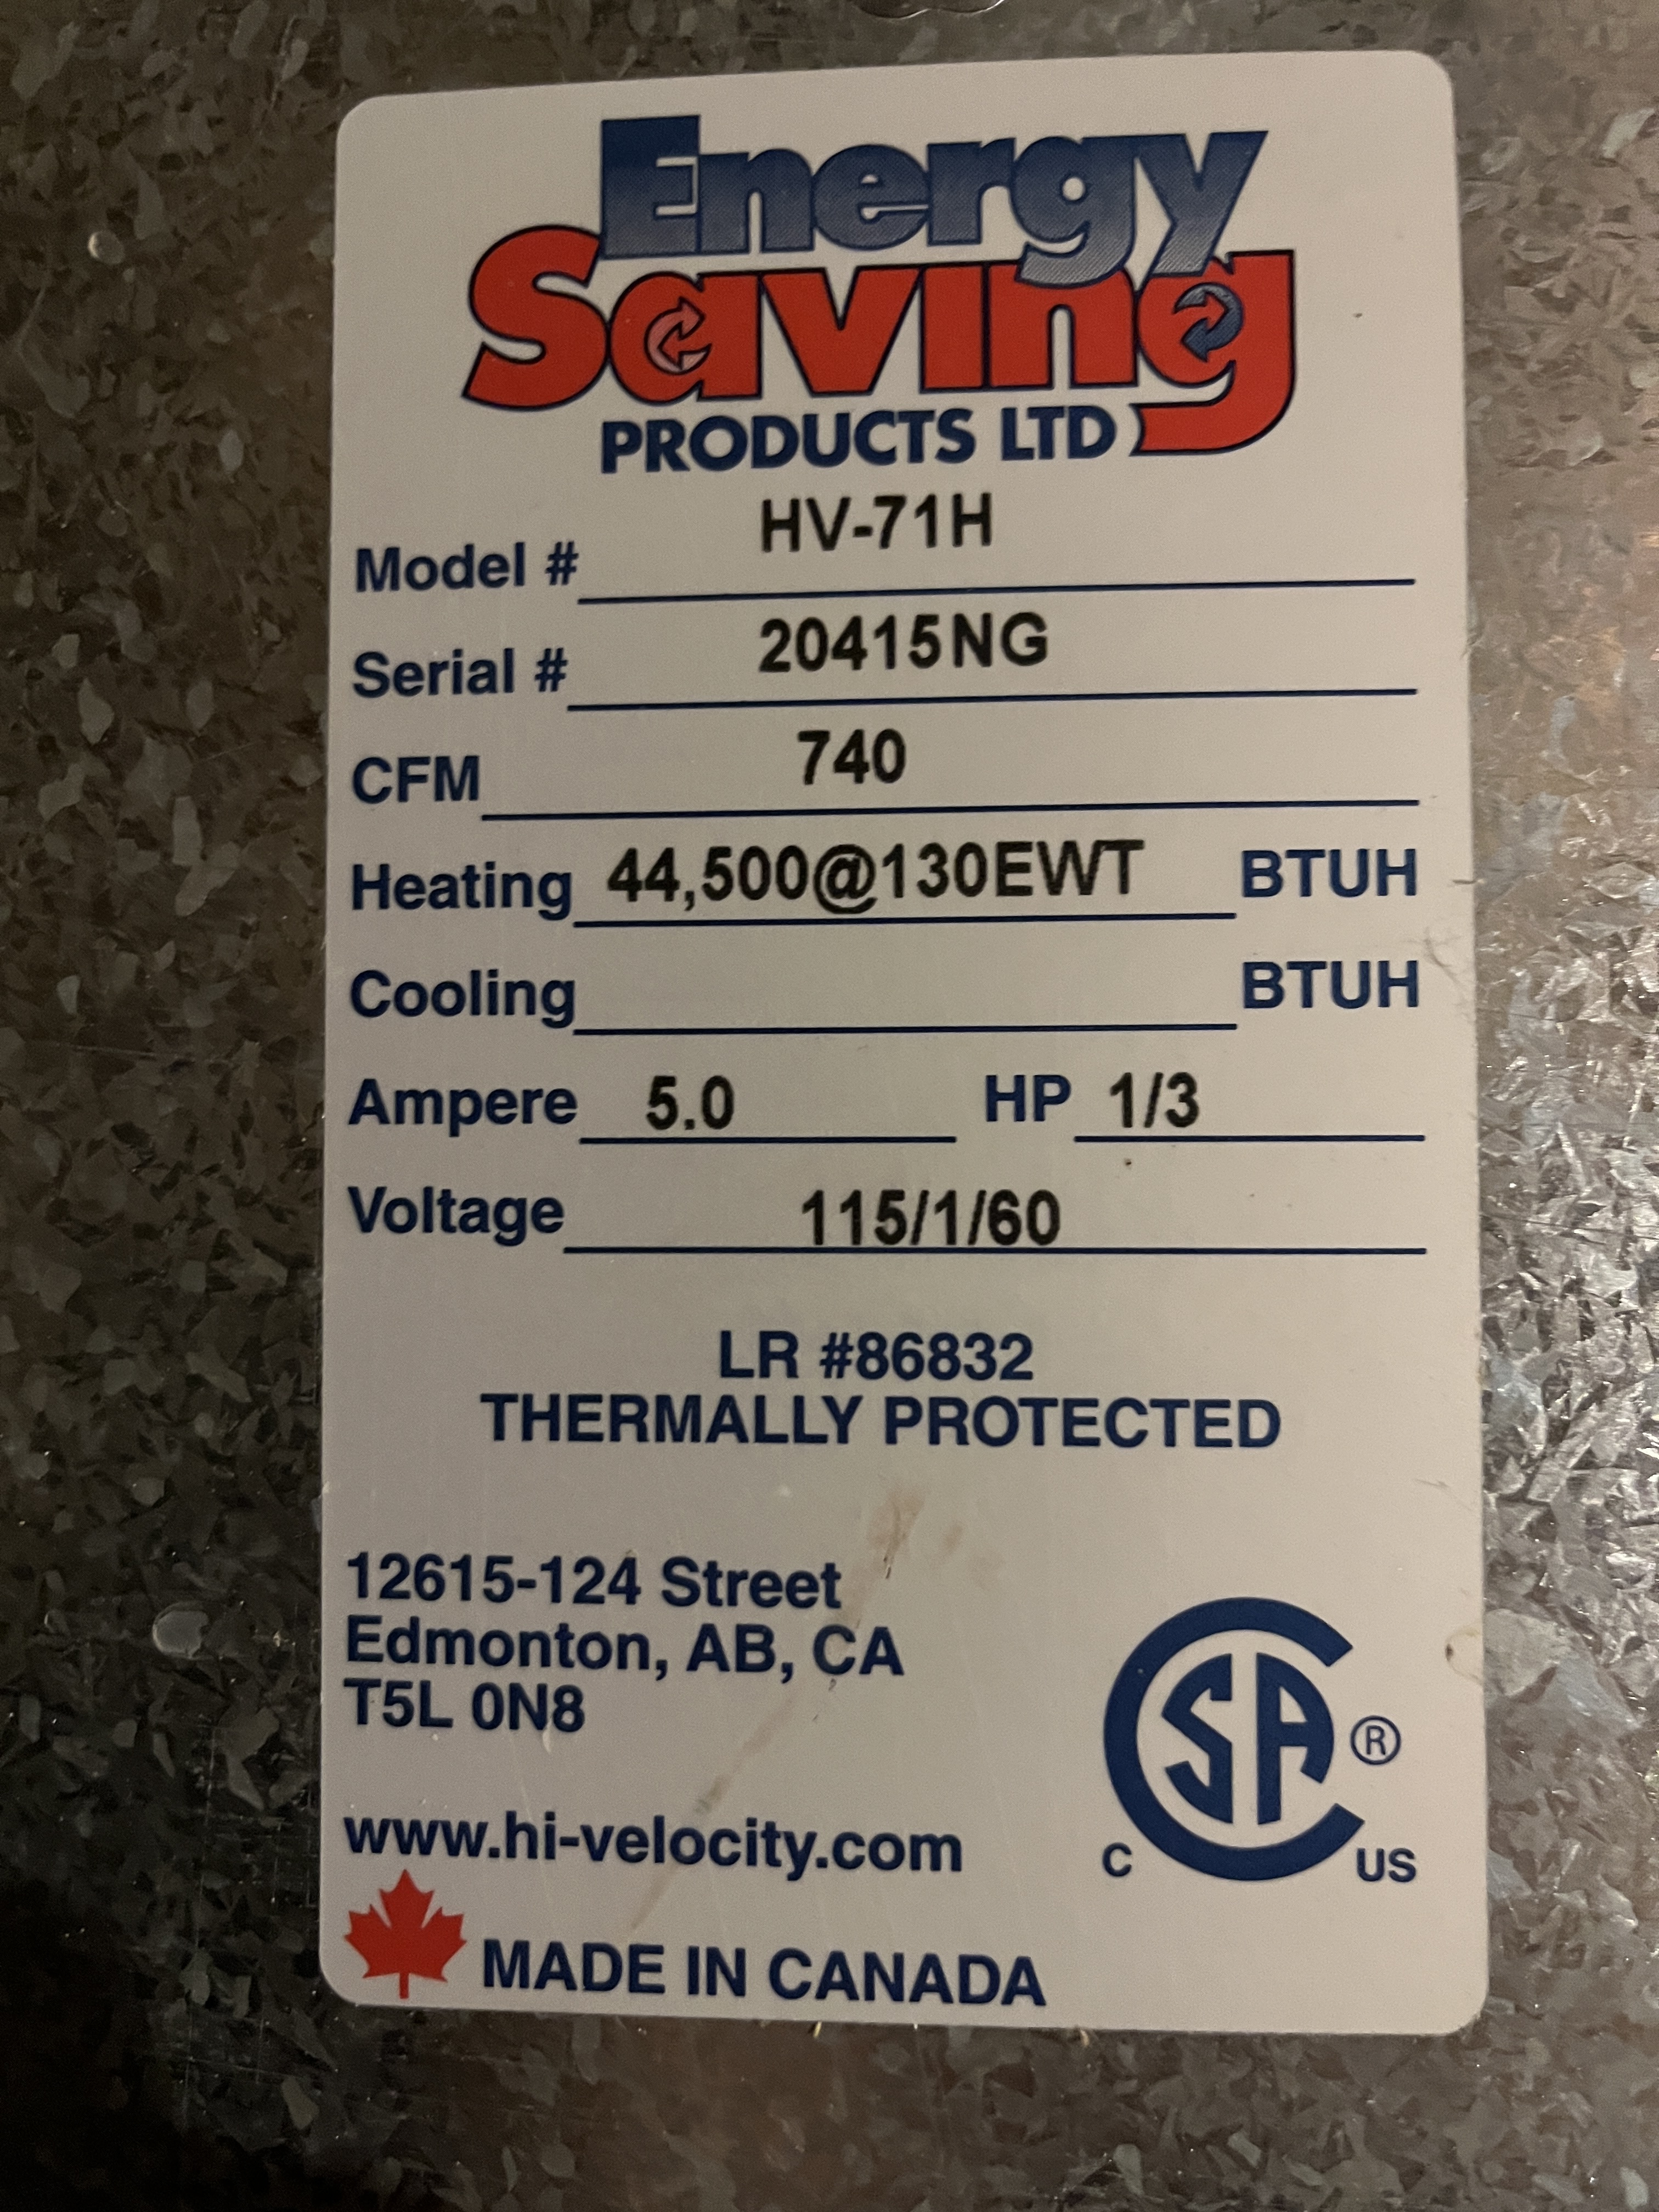 Energy
Saving
PRODUCTS LTD
Model # HV-71H
Serial # 20415NG
CFM 740
Heating 44,500@130EWT BTUH
Cooling BTUH
Ampere 5.0 HP 1/3
Voltage 115/1/60
LR #86832
THERMALLY PROTECTED
12615-124 Street
Edmonton, AB, CA
T5L 0N8
CSA ®
C US
www.hi-velocity.com
MADE IN CANADA